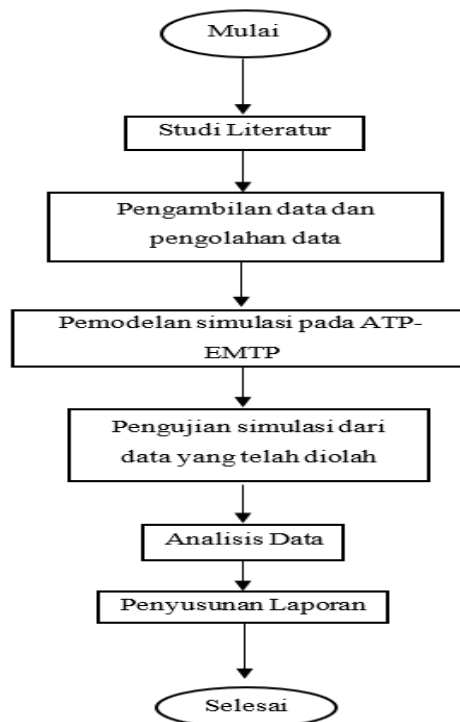 Mulai
Studi Literatur
Pengambilan data dan
pengolahan data
Pemodelan simulasi pada ATP-
EMTP
Pengujian simulasi dari
data yang telah diolah
Analisis Data
Penyusunan Laporan
Selesai